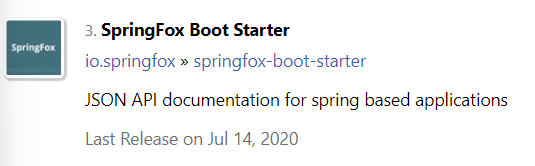 SpringFox
3. SpringFox Boot Starter
io.springfox » springfox-boot-starter
JSON API documentation for spring based applications
Last Release on Jul 14, 2020